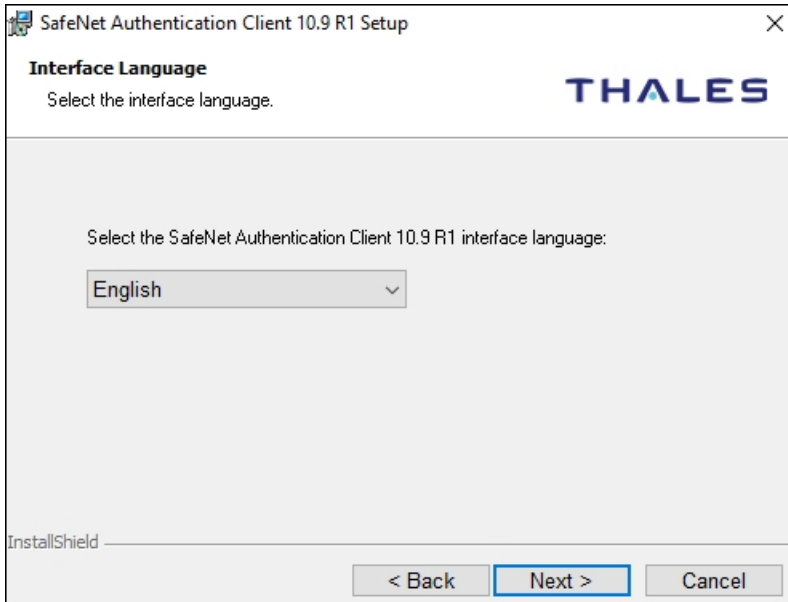 SafeNet Authentication Client 10.9 R1 Setup
Interface Language
Select the interface language.
THALES
Select the SafeNet Authentication Client 10.9 R1 interface language:
English
InstallShield
< Back
Next >
Cancel